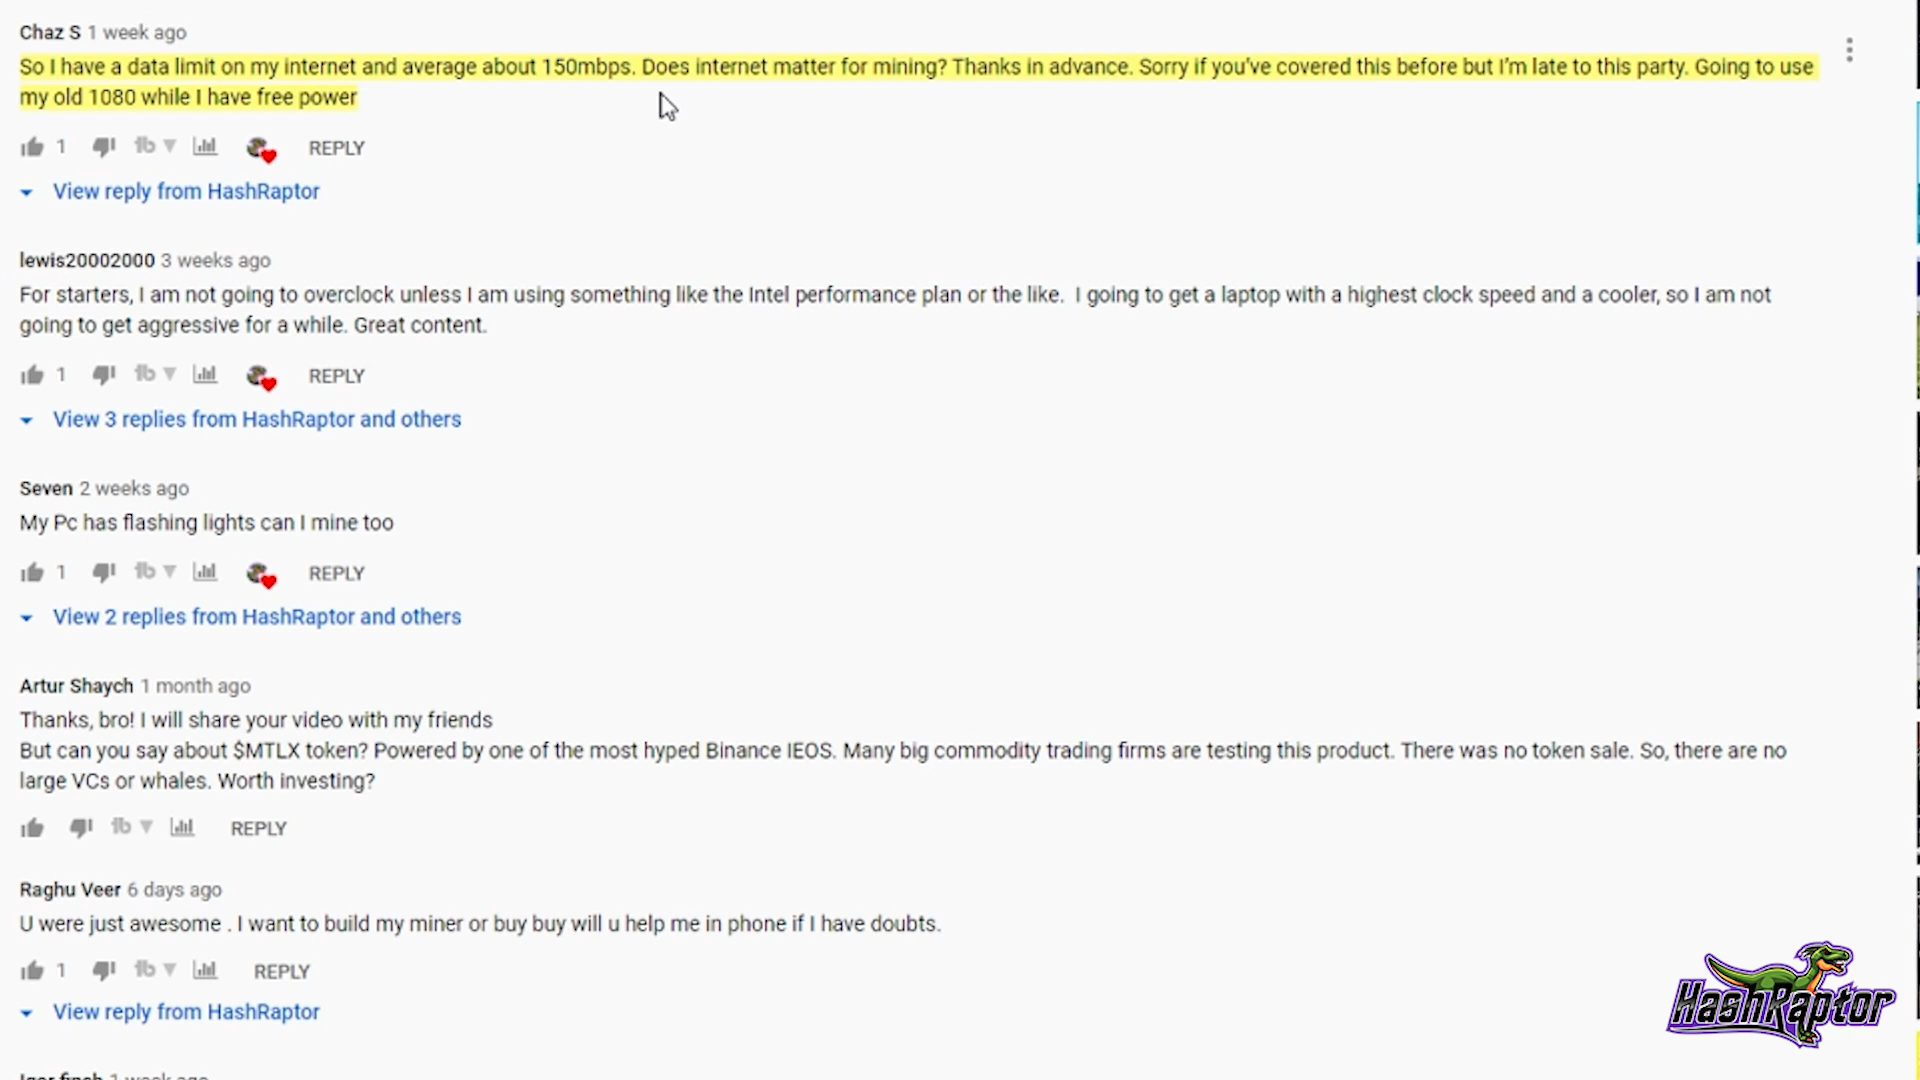 Chaz S 1 week ago
So I have a data limit on my internet and average about 150mbps. Does internet matter for mining? Thanks in advance. Sorry if you've covered this before but I'm late to this party. Going to use
my old 1080 while I have free power
1 REPLY
View reply from HashRaptor
lewis20002000 3 weeks ago
For starters, I am not going to overclock unless I am using something like the Intel performance plan or the like. I going to get a laptop with a highest clock speed and a cooler, so I am not
going to get aggressive for a while. Great content.
1 REPLY
View 3 replies from HashRaptor and others
Seven 2 weeks ago
My Pc has flashing lights can I mine too
1 REPLY
View 2 replies from HashRaptor and others
Artur Shaych 1 month ago
Thanks, bro! I will share your video with my friends
But can you say about $MTLX token? Powered by one of the most hyped Binance IEOS. Many big commodity trading firms are testing this product. There was no token sale. So, there are no
large VCs or whales. Worth investing?
REPLY
Raghu Veer 6 days ago
U were just awesome . I want to build my miner or buy buy will u help me in phone if I have doubts.
1 REPLY
View reply from HashRaptor
HashRaptor